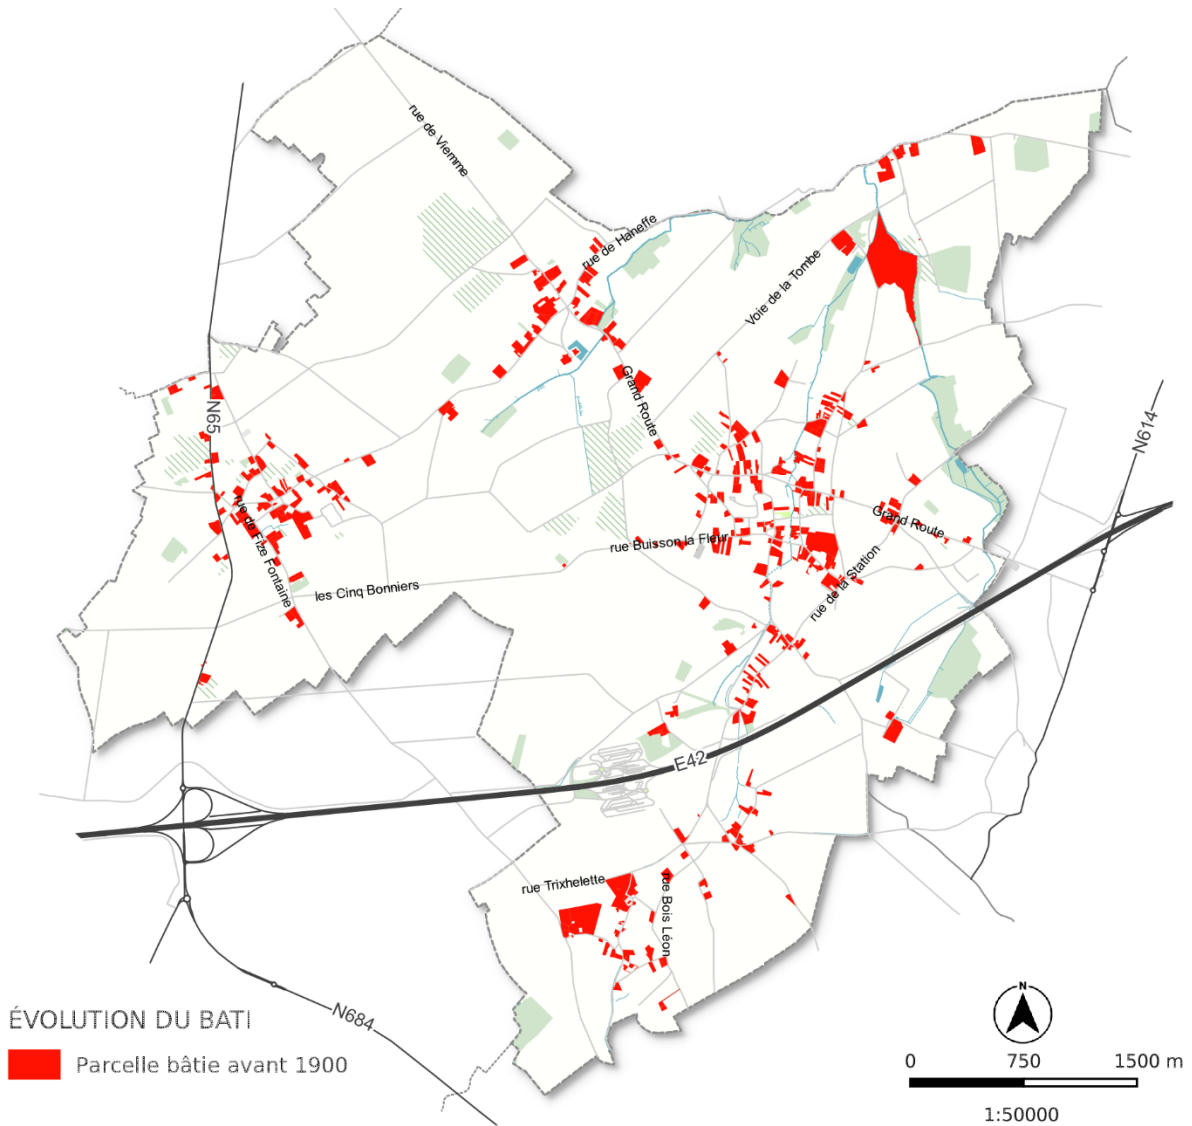 rue de Viemme
rue de Haneffe
Voie de la Tombe
N65
Grand Route
N614
rue de Fize Fontaine
Grand Route
rue Buisson la Fleur
les Cinq Bonniers
rue de la Station
E42
rue Trixhelette
rue Bois Léon
N684
ÉVOLUTION DU BATI
Parcelle bâtie avant 1900
N
0 750 1500 m
1:50000